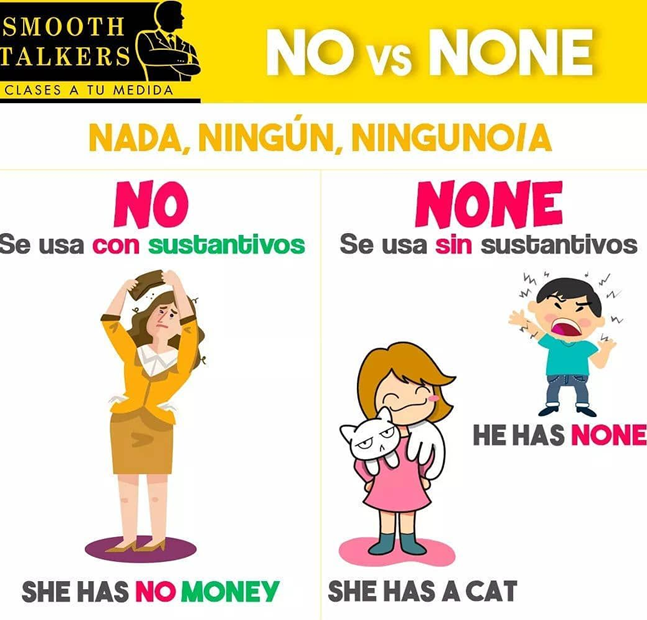 SMOOTH
TALKERS
CLASES A TU MEDIDA
NO vs NONE
NADA, NINGÚN, NINGUNO/A
NO
Se usa con sustantivos
SHE HAS NO MONEY
NONE
Se usa sin sustantivos
HE HAS NONE
SHE HAS A CAT